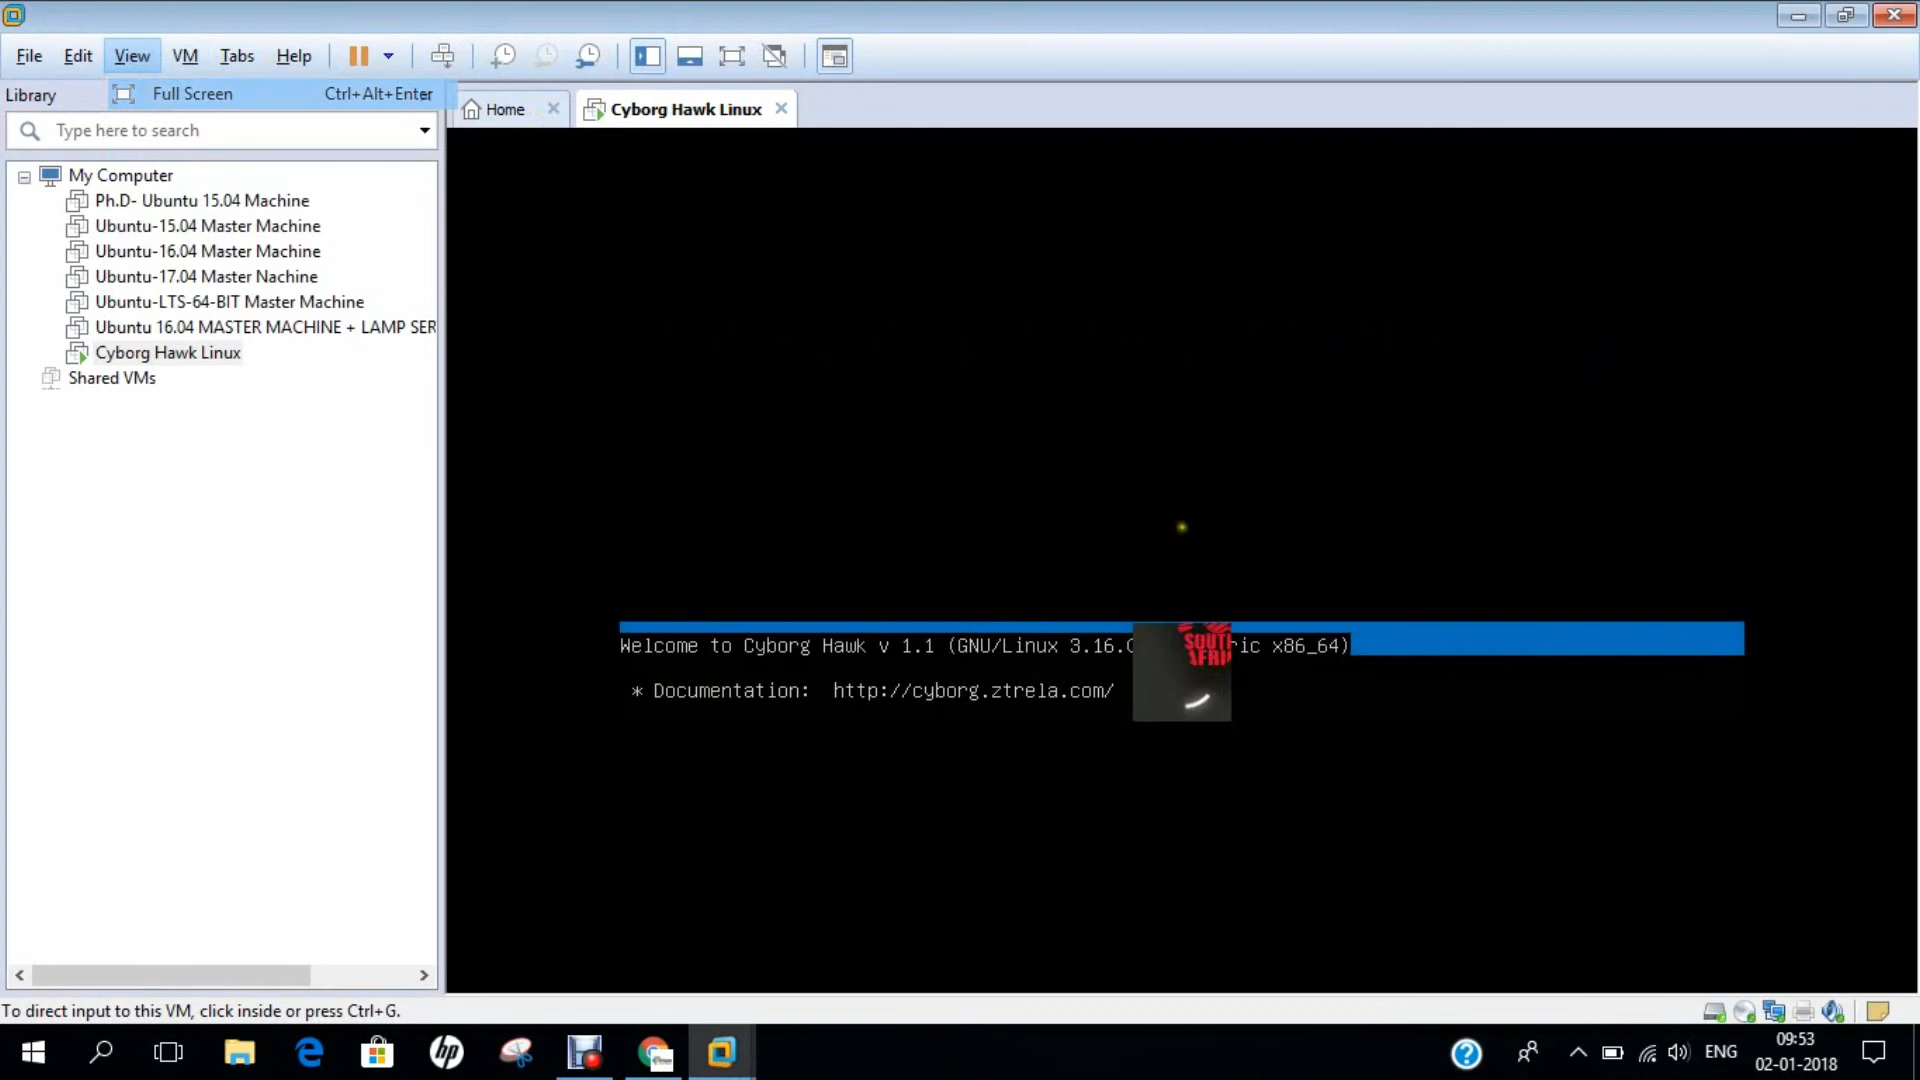 File Edit View VM Tabs Help
Library
Full Screen Ctrl+Alt+Enter
Home
Cyborg Hawk Linux
Type here to search
My Computer
Ph.D- Ubuntu 15.04 Machine
Ubuntu-15.04 Master Machine
Ubuntu-16.04 Master Machine
Ubuntu-17.04 Master Nachine
Ubuntu-LTS-64-BIT Master Machine
Ubuntu 16.04 MASTER MACHINE + LAMP SER
Cyborg Hawk Linux
Shared VMs
Welcome to Cyborg Hawk v 1.1 (GNU/Linux 3.16. ric x86_64)
SOUTH
AFRI
* Documentation: http://cyborg.ztrela.com/
To direct input to this VM, click inside or press Ctrl+G.
hp
ENG
09:53
02-01-2018